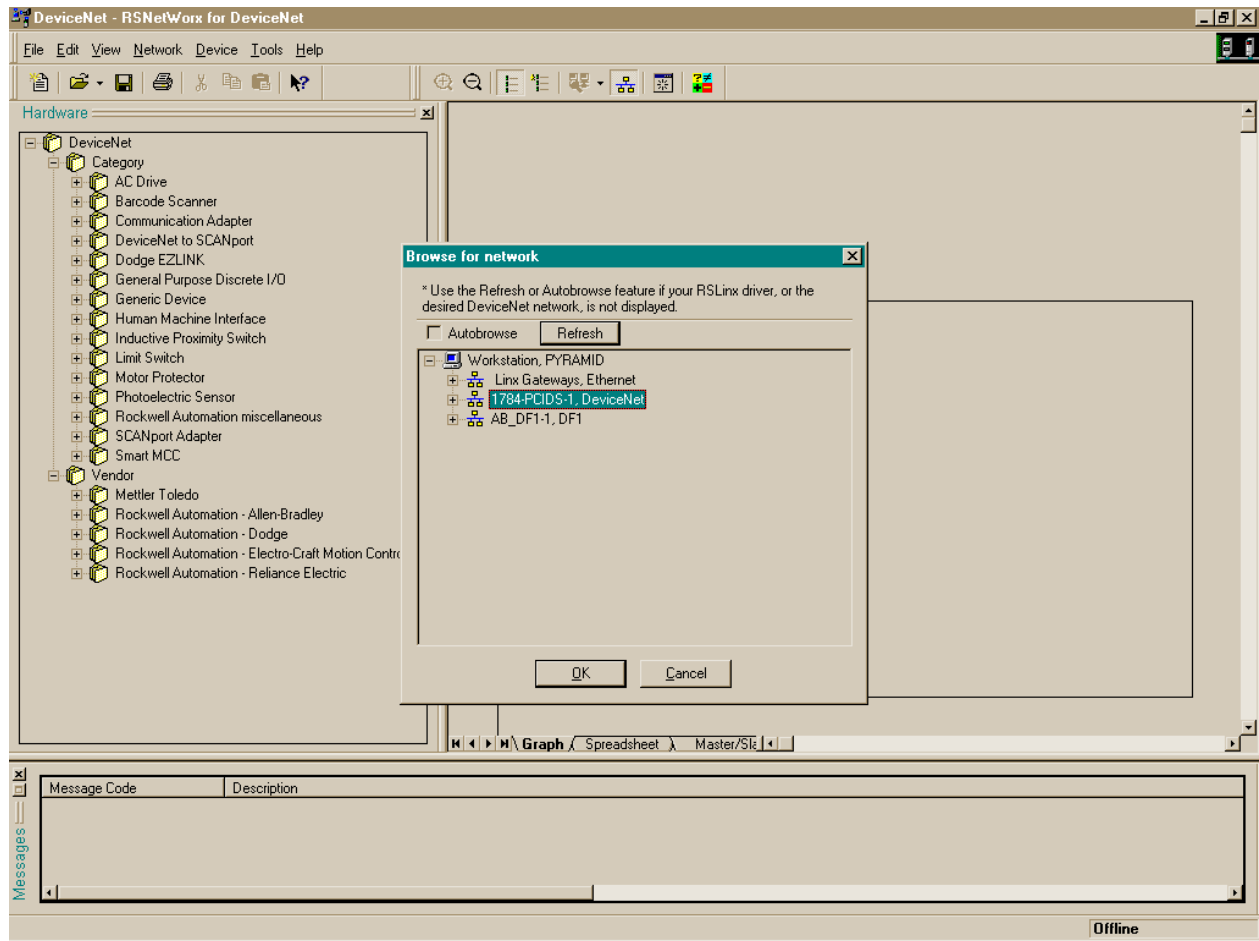 DeviceNet - RSNetWorx for DeviceNet
File Edit View Network Device Tools Help
Hardware
DeviceNet
Category
AC Drive
Barcode Scanner
Communication Adapter
DeviceNet to SCANport
Dodge EZLINK
General Purpose Discrete I/O
Generic Device
Human Machine Interface
Inductive Proximity Switch
Limit Switch
Motor Protector
Photoelectric Sensor
Rockwell Automation miscellaneous
SCANport Adapter
Smart MCC
Vendor
Mettler Toledo
Rockwell Automation - Allen-Bradley
Rockwell Automation - Dodge
Rockwell Automation - Electro-Craft Motion Contro
Rockwell Automation - Reliance Electric
Browse for network
* Use the Refresh or Autobrowse feature if your RSLinx driver, or the
desired DeviceNet network, is not displayed.
Autobrowse Refresh
Workstation, PYRAMID
Linx Gateways, Ethernet
1784-PCIDS-1, DeviceNet
AB_DF1-1, DF1
OK Cancel
Graph Spreadsheet Master/Sla
Messages
Message Code Description
Offline